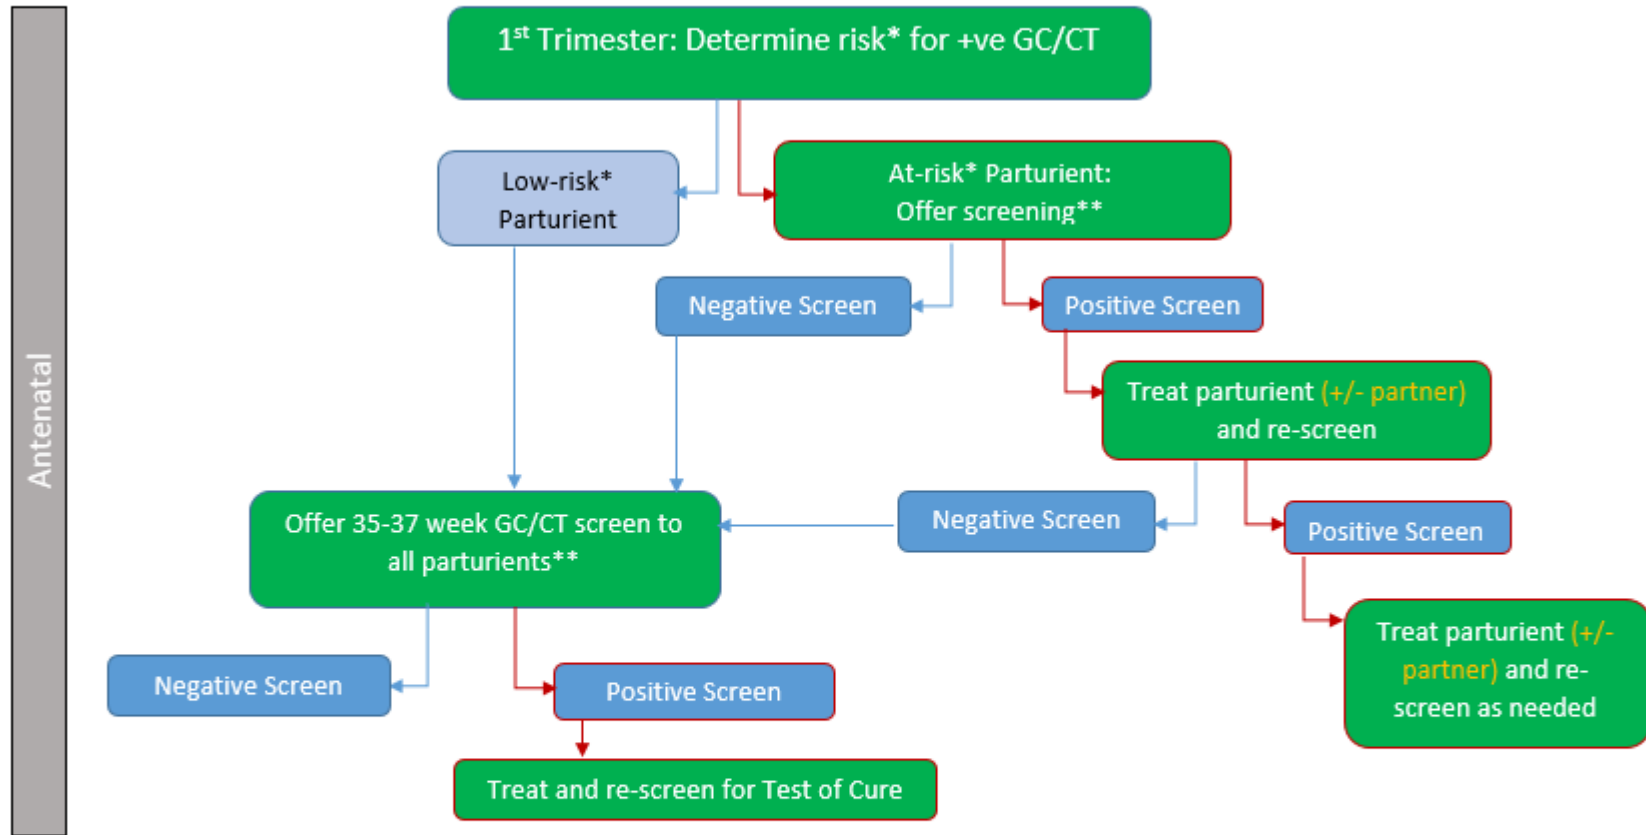 Antenatal
1st Trimester: Determine risk* for +ve GC/CT
Low-risk*
Parturient
At-risk* Parturient:
Offer screening**
Negative Screen
Positive Screen
Treat parturient (+/- partner)
and re-screen
Negative Screen
Positive Screen
Offer 35-37 week GC/CT screen to
all parturients**
Treat parturient (+/-
partner) and re-
screen as needed
Negative Screen
Positive Screen
Treat and re-screen for Test of Cure